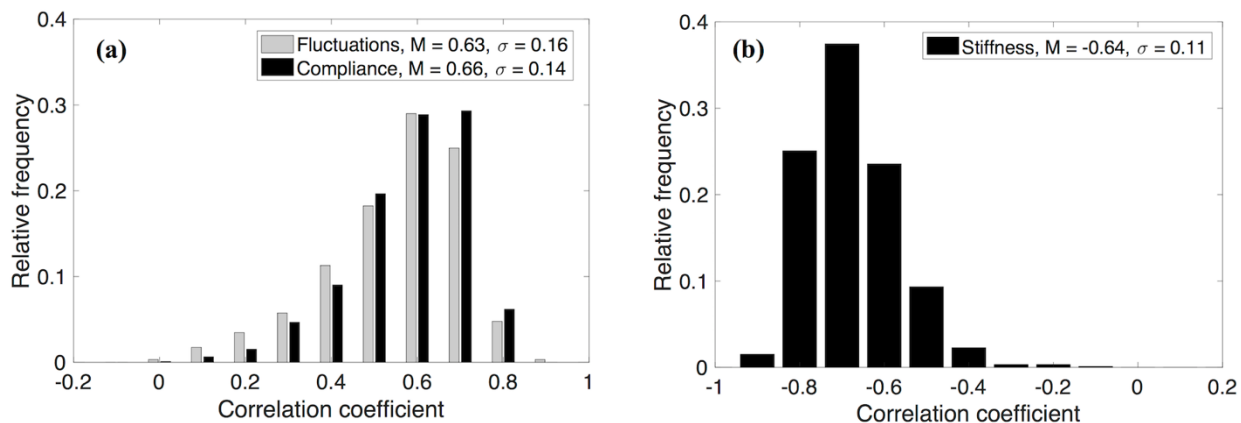 (a)
Fluctuations, M = 0.63, σ = 0.16
Compliance, M = 0.66, σ = 0.14
Relative frequency
0.4
0.3
0.2
0.1
0
-0.2 0 0.2 0.4 0.6 0.8 1
Correlation coefficient
(b)
Stiffness, M = -0.64, σ = 0.11
Relative frequency
0.4
0.3
0.2
0.1
0
-1 -0.8 -0.6 -0.4 -0.2 0 0.2
Correlation coefficient